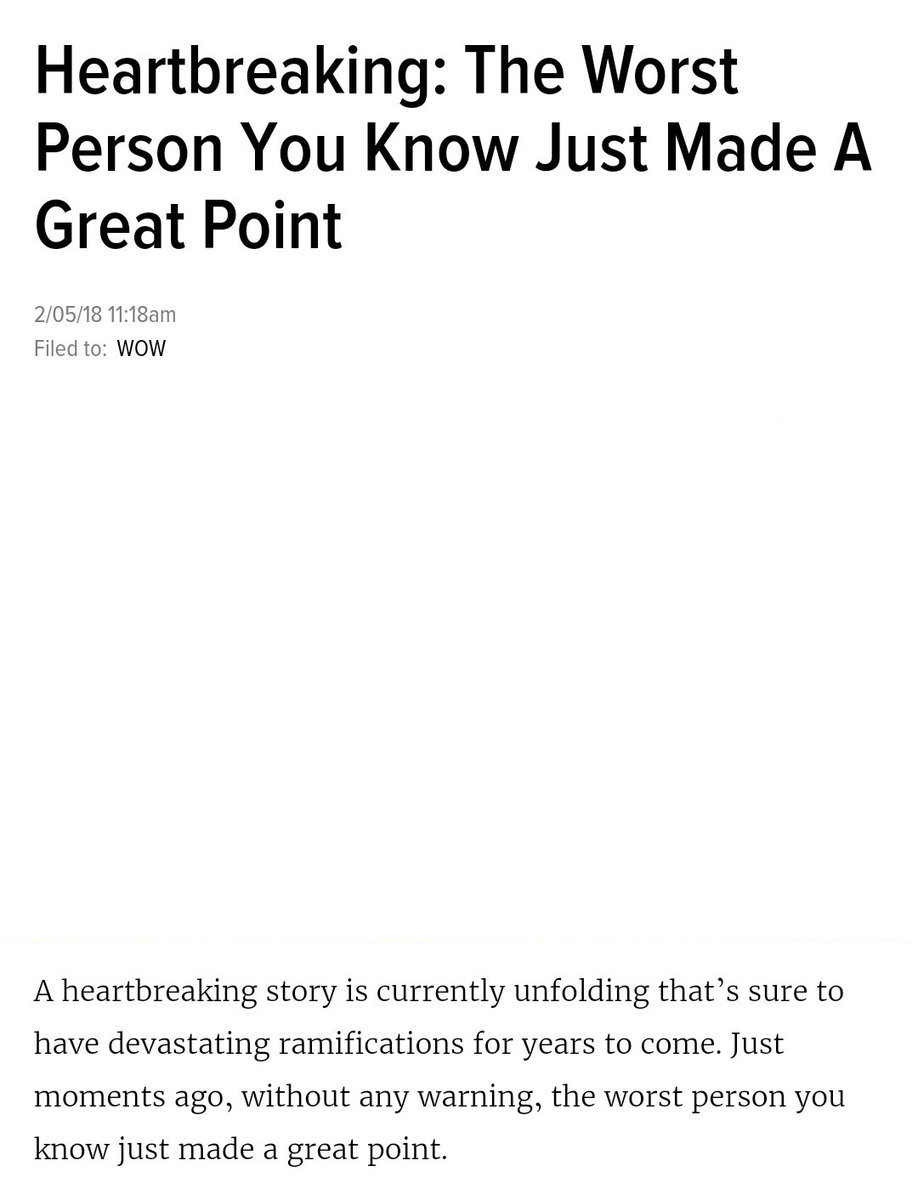 Heartbreaking: The Worst
Person You Know Just Made A
Great Point
2/05/18 11:18am
Filed to: WOW
A heartbreaking story is currently unfolding that’s sure to
have devastating ramifications for years to come. Just
moments ago, without any warning, the worst person you
know just made a great point.